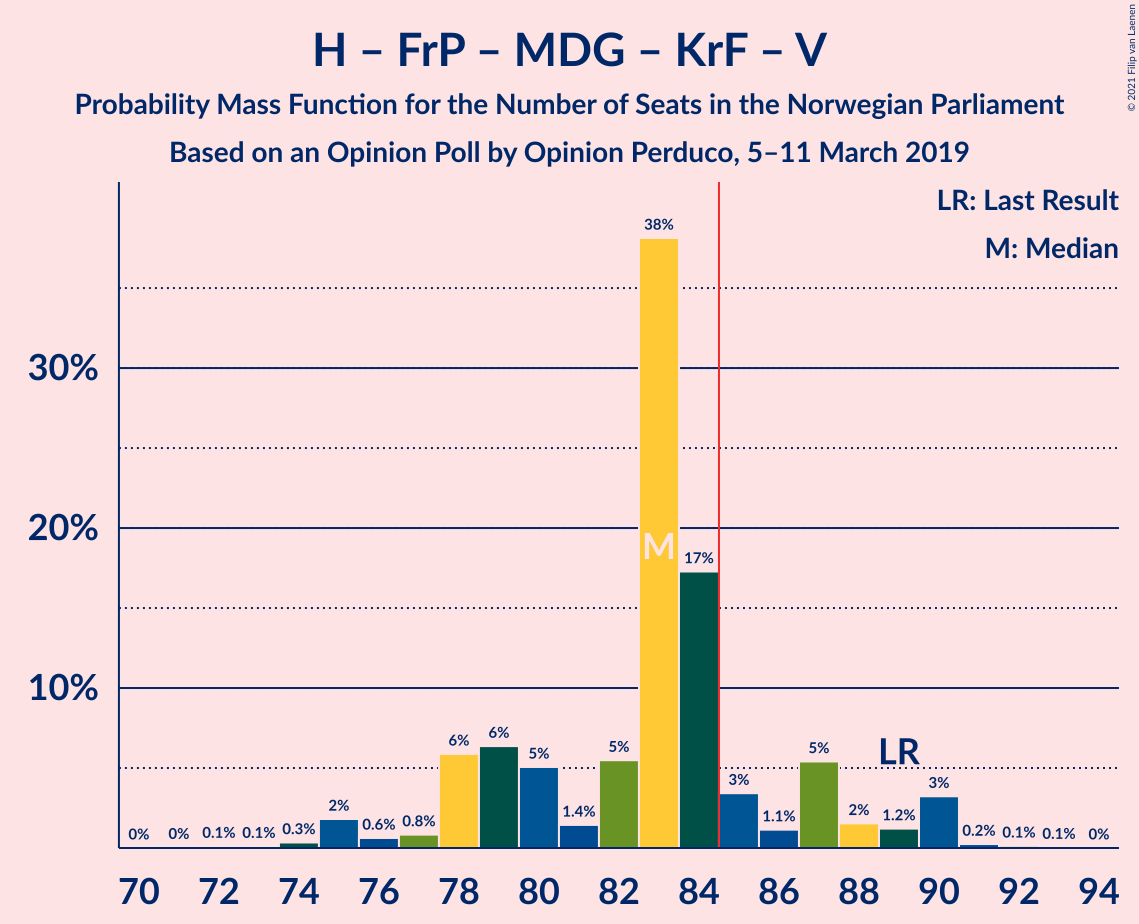 H – FrP – MDG – KrF – V
Probability Mass Function for the Number of Seats in the Norwegian Parliament
Based on an Opinion Poll by Opinion Perduco, 5–11 March 2019
© 2021 Filip van Laenen
LR: Last Result
M: Median
38%
30%
20%
M
17%
10%
6%
6%
5%
5%
5%
LR
3%
3%
2%
2%
1.4%
1.1%
1.2%
0.8%
0.6%
0.3%
0.2%
0% 0% 0.1% 0.1% 0.1% 0.1% 0%
70 72 74 76 78 80 82 84 86 88 90 92 94